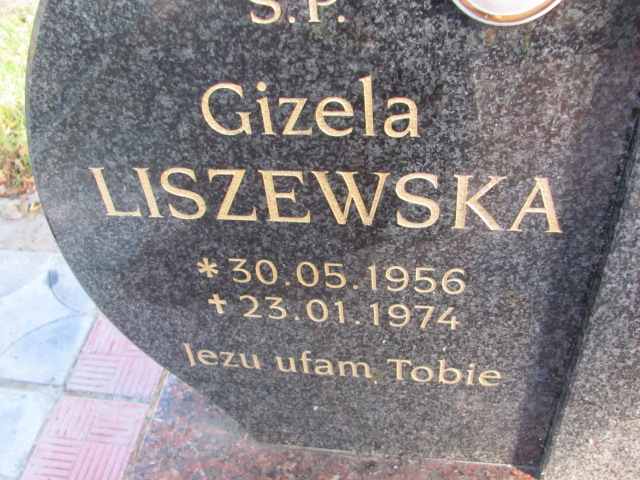 Ś.P.
Gizela
LISZEWSKA
* 30.05.1956
✝ 23.01.1974
Jezu ufam Tobie